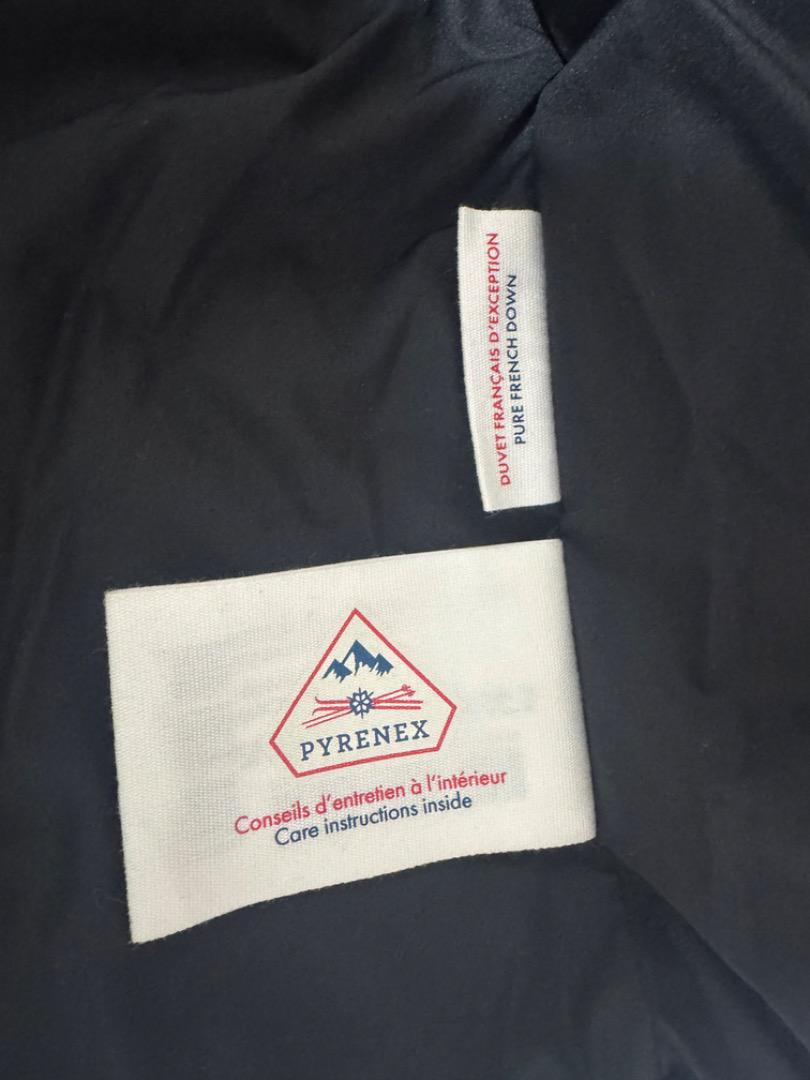 DUVET FRANÇAIS D'EXCEPTION
PURE FRENCH DOWN
PYRENEX
Conseils d'entretien à l'intérieur
Care instructions inside